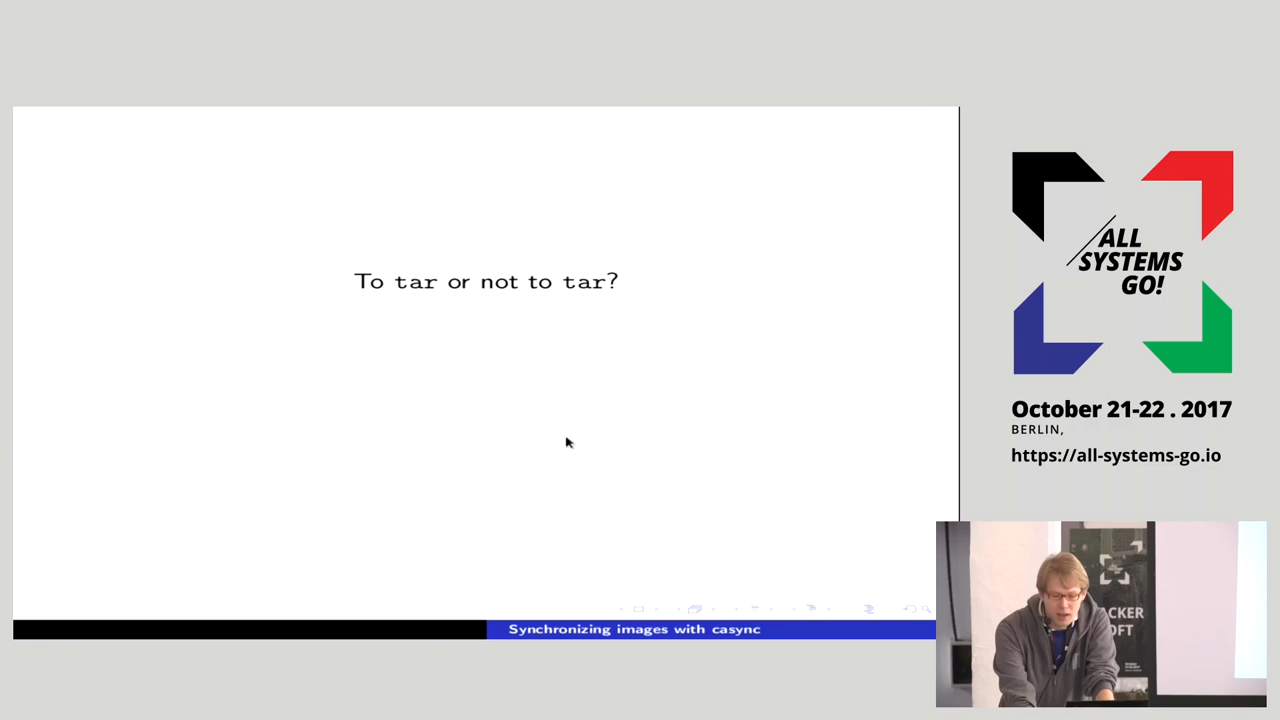 To tar or not to tar?
Synchronizing images with casync
ALL
SYSTEMS
GO!
October 21-22 . 2017
BERLIN,
https://all-systems-go.io